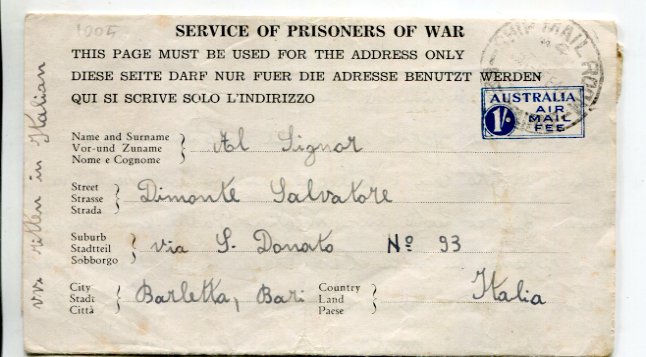 1005
SERVICE OF PRISONERS OF WAR
THIS PAGE MUST BE USED FOR THE ADDRESS ONLY
DIESE SEITE DARF NUR FUER DIE ADRESSE BENUTZT WERDEN
QUI SI SCRIVE SOLO L'INDIRIZZO
AUSTRALIA
1/- AIR
MAIL
FEE
Name and Surname
Vor-und Zuname
Nome e Cognome
Al Signor
Street
Strasse
Strada
Dimonte Salvatore
Suburb
Stadtteil
Sobborgo
via S. Donato Nº 93
City
Stadt
Città
Barletta, Bari
Country
Land
Paese
Italia
ritten in Italian
MAIL